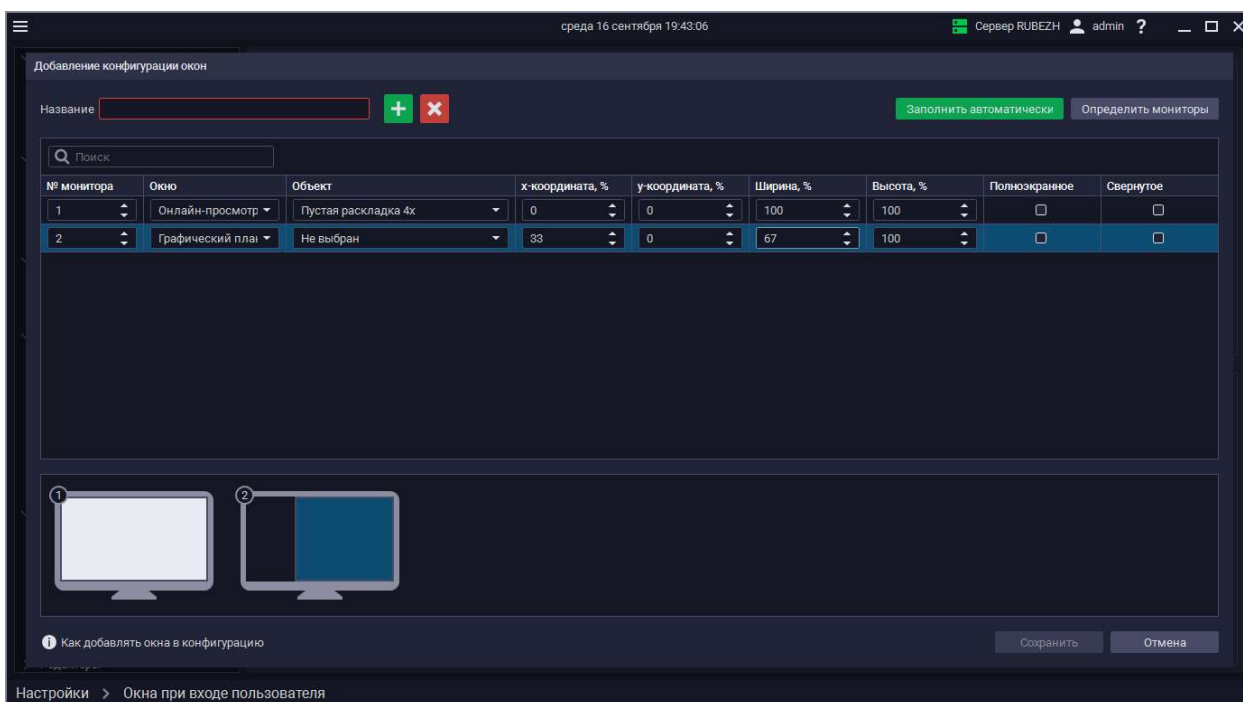 среда 16 сентября 19:43:06 Сервер RUBEZH admin ?
Добавление конфигурации окон
Название Заполнить автоматически Определить мониторы
Поиск
№ монитора Окно Объект x-координата, % y-координата, % Ширина, % Высота, % Полноэкранное Свернутое
1 Онлайн-просмотр Пустая раскладка 4x 0 0 100 100
2 Графический план Не выбран 33 0 67 100
1 2
Как добавлять окна в конфигурацию Сохранить Отмена
Настройки > Окна при входе пользователя